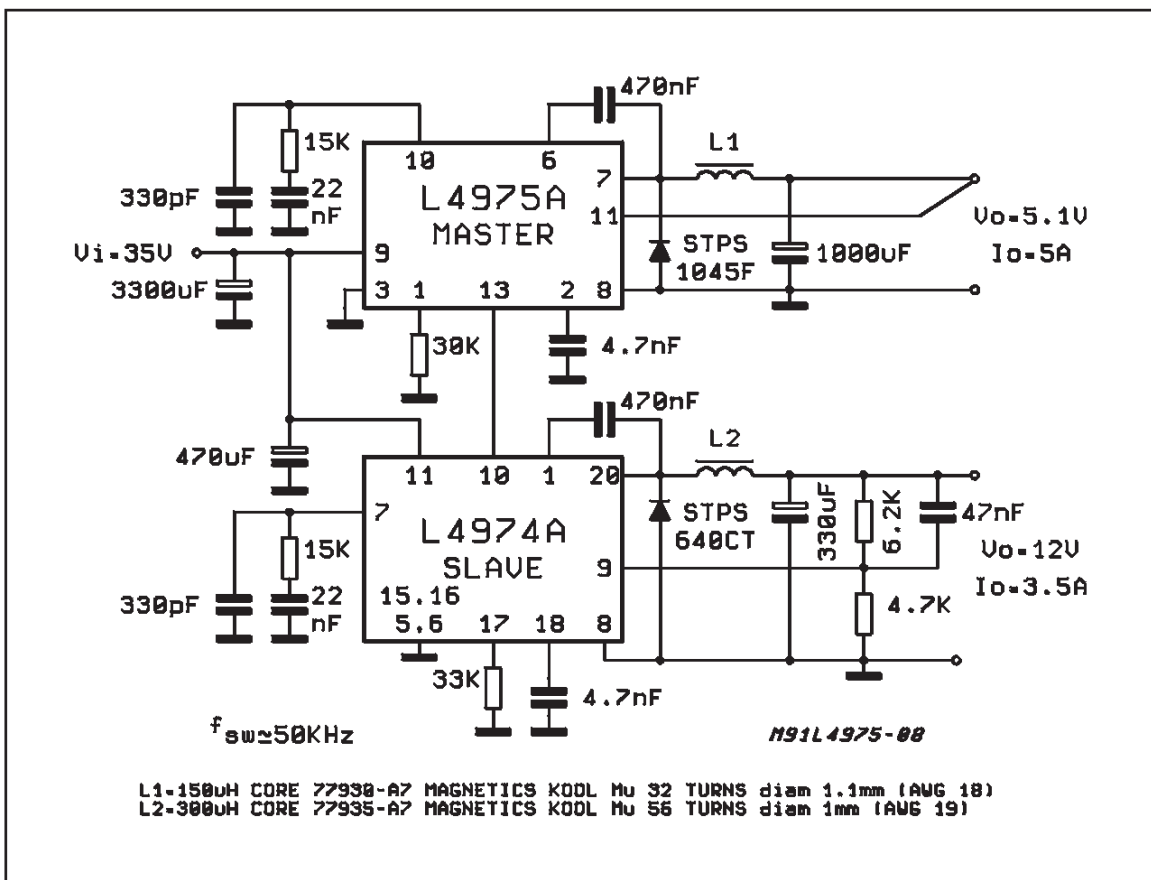 470nF
L1
15K
10
6
7
330pF
22
nF
L4975A
MASTER
11
Vo=5.1V
Io=5A
Vi=35V
9
STPS
1045F
1000uF
3300uF
3
1
13
2
8
30K
4.7nF
470nF
L2
470uF
11
10
1
20
7
L4974A
SLAVE
STPS
640CT
330uF
6.2K
47nF
15K
9
Vo=12V
Io=3.5A
330pF
22
nF
15.16
5.6
17
18
8
4.7K
33K
4.7nF
fsw≃50KHz
M91L4975-08
L1=150uH CORE 77930-A7 MAGNETICS KOOL Mu 32 TURNS diam 1.1mm (AWG 18)
L2=300uH CORE 77935-A7 MAGNETICS KOOL Mu 56 TURNS diam 1mm (AWG 19)